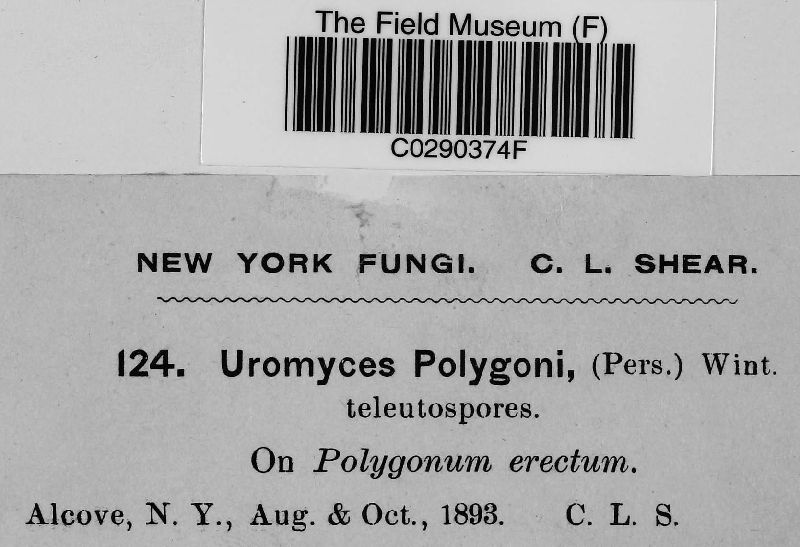 The Field Museum (F)
C0290374F
NEW YORK FUNGI. C. L. SHEAR.
124. Uromyces Polygoni, (Pers.) Wint.
teleutospores.
On Polygonum erectum.
Alcove, N. Y., Aug. & Oct., 1893. C. L. S.